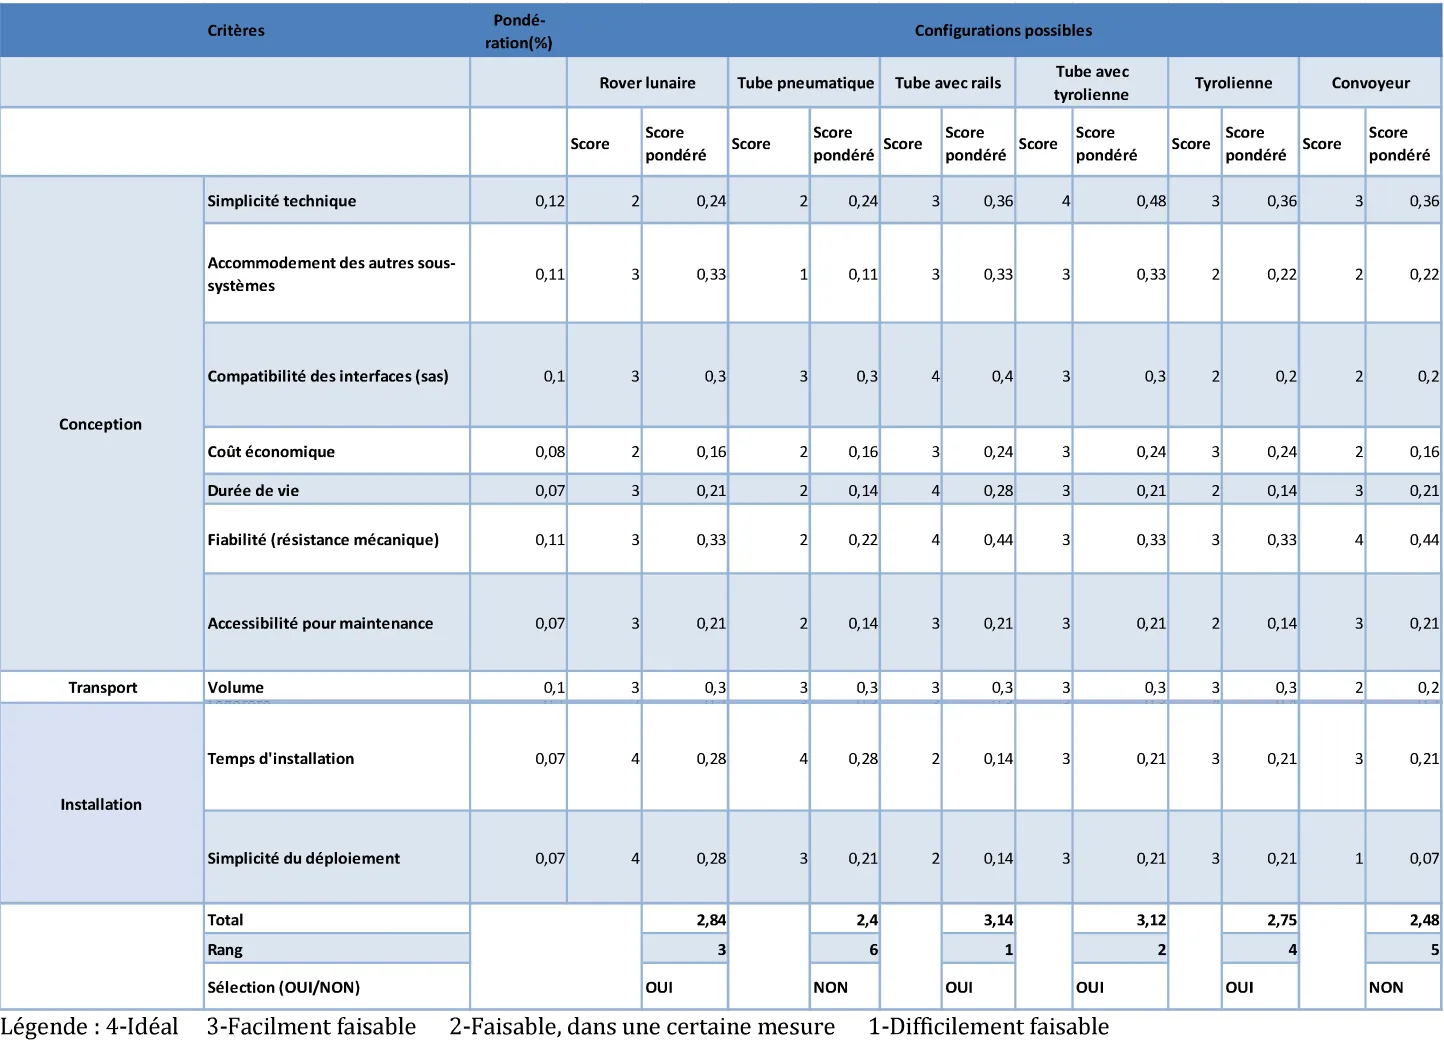 Critères Pondé- Configurations possibles
ration(%)
Rover lunaire Tube pneumatique Tube avec rails Tube avec tyrolienne Tyrolienne Convoyeur
Score Score pondéré Score Score pondéré Score Score pondéré Score Score pondéré Score Score pondéré Score Score pondéré
Conception
Simplicité technique 0,12 2 0,24 2 0,24 3 0,36 4 0,48 3 0,36 3 0,36
Accommodement des autres sous-
systèmes 0,11 3 0,33 1 0,11 3 0,33 3 0,33 2 0,22 2 0,22
Compatibilité des interfaces (sas) 0,1 3 0,3 3 0,3 4 0,4 3 0,3 2 0,2 2 0,2
Coût économique 0,08 2 0,16 2 0,16 3 0,24 3 0,24 3 0,24 2 0,16
Durée de vie 0,07 3 0,21 2 0,14 4 0,28 3 0,21 2 0,14 3 0,21
Fiabilité (résistance mécanique) 0,11 3 0,33 2 0,22 4 0,44 3 0,33 3 0,33 4 0,44
Accessibilité pour maintenance 0,07 3 0,21 2 0,14 3 0,21 3 0,21 2 0,14 3 0,21
Transport Volume 0,1 3 0,3 3 0,3 3 0,3 3 0,3 3 0,3 2 0,2
Installation
Temps d'installation 0,07 4 0,28 4 0,28 2 0,14 3 0,21 3 0,21 3 0,21
Simplicité du déploiement 0,07 4 0,28 3 0,21 2 0,14 3 0,21 3 0,21 1 0,07
Total 2,84 2,4 3,14 3,12 2,75 2,48
Rang 3 6 1 2 4 5
Sélection (OUI/NON) OUI NON OUI OUI OUI NON
Légende : 4-Idéal 3-Facilment faisable 2-Faisable, dans une certaine mesure 1-Difficilement faisable